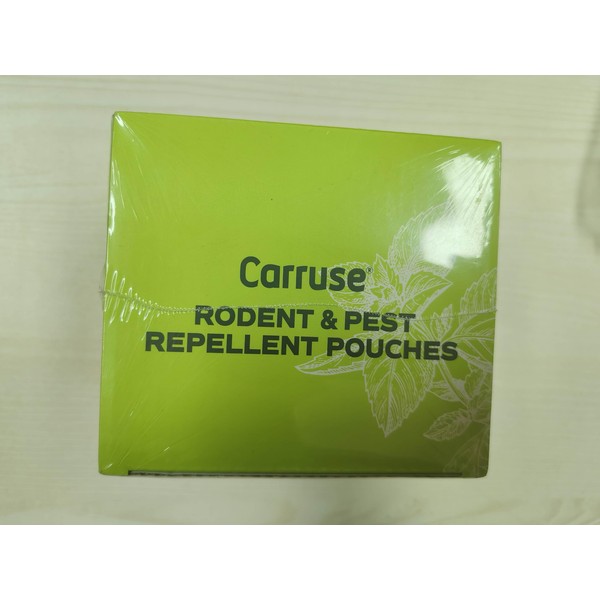 Carruse
RODENT & PEST
REPELLENT POUCHES